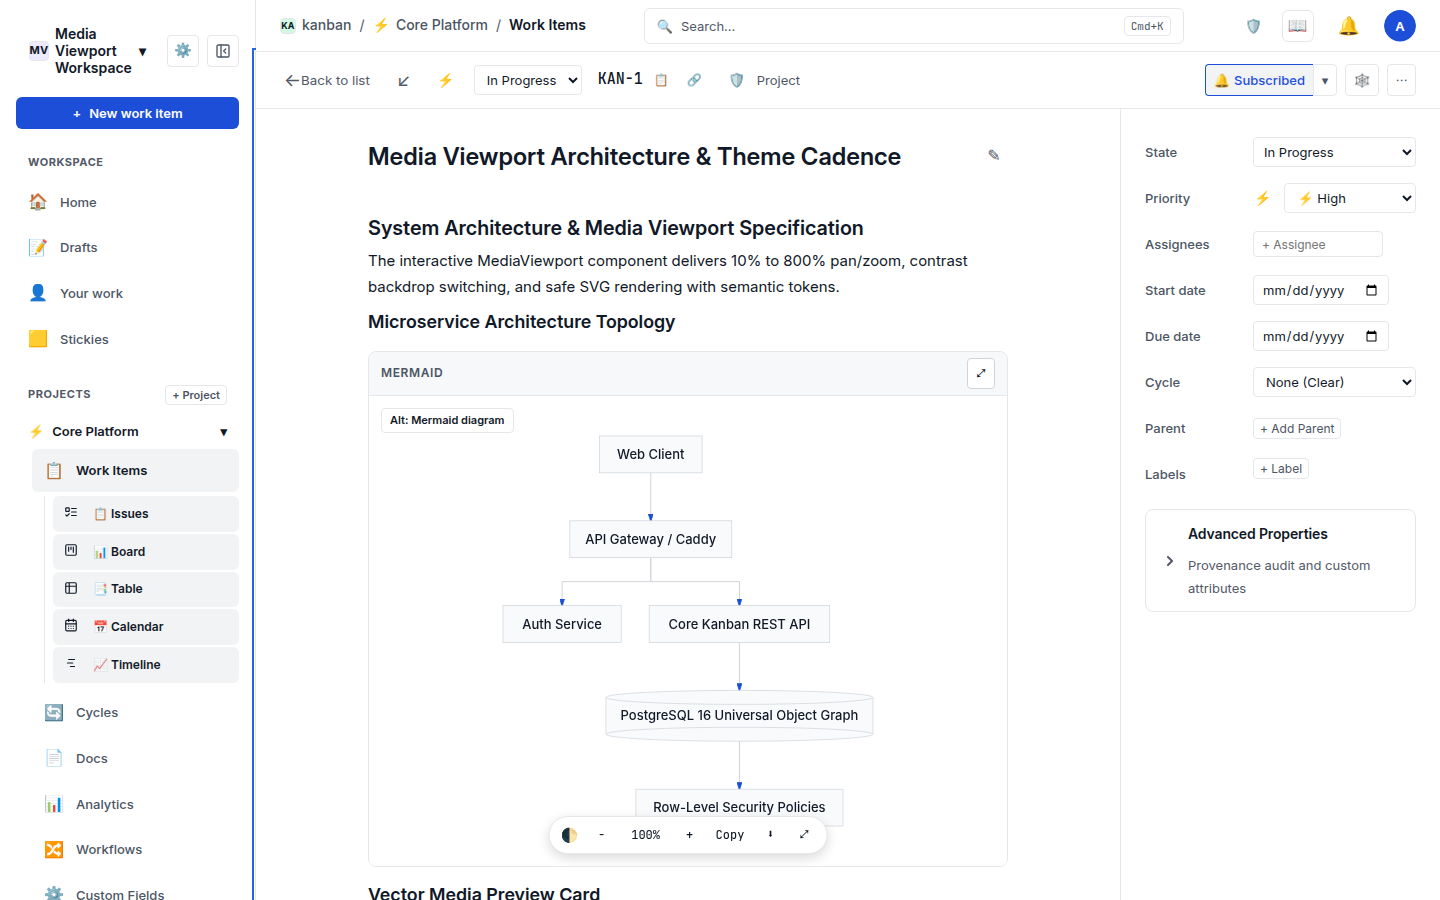 MV
Media
Viewport
Workspace
▾
+ New work item
WORKSPACE
Home
Drafts
Your work
Stickies
PROJECTS
+ Project
Core Platform
▾
Work Items
Issues
Board
Table
Calendar
Timeline
Cycles
Docs
Analytics
Workflows
Custom Fields
KA kanban / Core Platform / Work Items
Search...
Cmd+K
A
Back to list
In Progress
KAN-1
Project
Subscribed
▾
...
Media Viewport Architecture & Theme Cadence
System Architecture & Media Viewport Specification
The interactive MediaViewport component delivers 10% to 800% pan/zoom, contrast
backdrop switching, and safe SVG rendering with semantic tokens.
Microservice Architecture Topology
MERMAID
Alt: Mermaid diagram
Web Client
API Gateway / Caddy
Auth Service
Core Kanban REST API
PostgreSQL 16 Universal Object Graph
Row-Level Security Policies
- 100% + Copy
Vector Media Preview Card
State
In Progress
Priority
High
Assignees
+ Assignee
Start date
mm/dd/yyyy
Due date
mm/dd/yyyy
Cycle
None (Clear)
Parent
+ Add Parent
Labels
+ Label
Advanced Properties
Provenance audit and custom
attributes